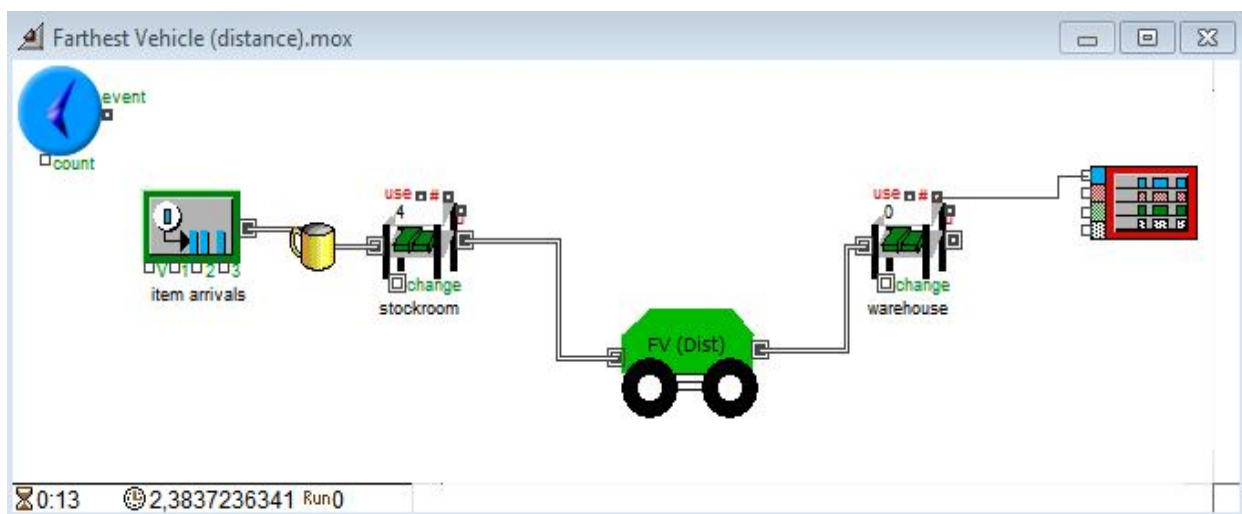 Farthest Vehicle (distance).mox
event
count
use #
4
use #
0
V 1 2 3
item arrivals
change
stockroom
change
warehouse
FV (Dist)
0:13 2,3837236341 Run0